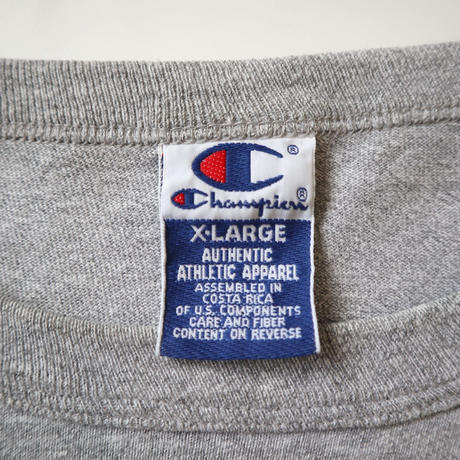 ®
Champion®
X-LARGE
AUTHENTIC
ATHLETIC APPAREL
ASSEMBLED IN
COSTA RICA
OF U.S. COMPONENTS
CARE AND FIBER
CONTENT ON REVERSE